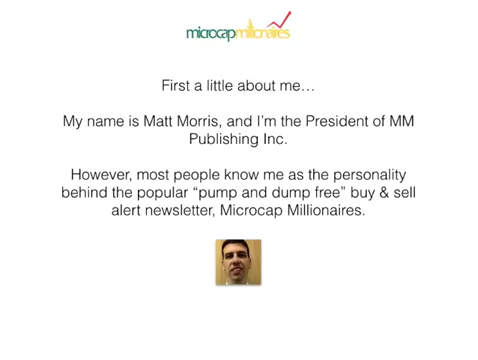 microcapmillionaires
First a little about me…
My name is Matt Morris, and I’m the President of MM
Publishing Inc.
However, most people know me as the personality
behind the popular “pump and dump free” buy & sell
alert newsletter, Microcap Millionaires.